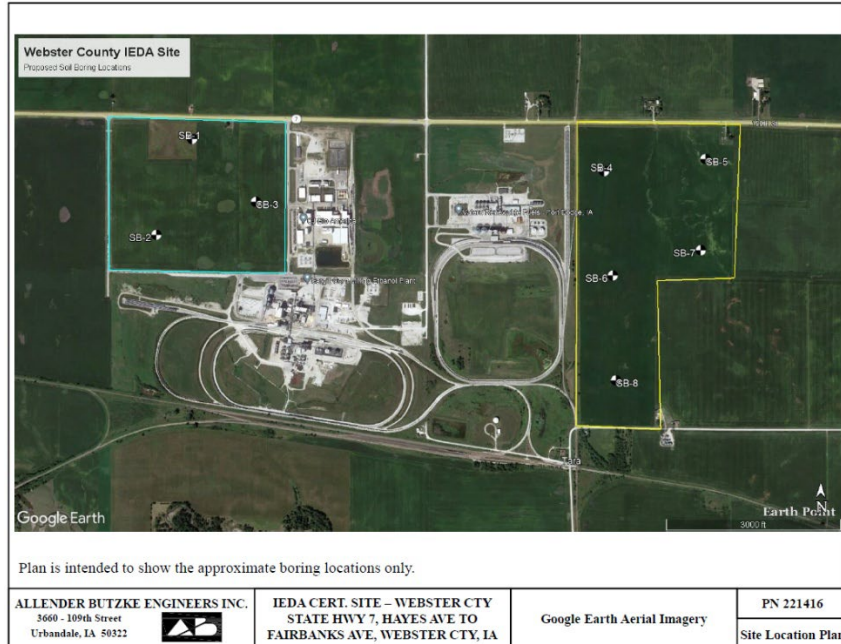 Webster County IEDA Site
Proposed Soil Boring Locations
7
SB-1
SB-4
SB-5
SB-3
SB-2
SB-7
SB-6
SB-8
Tara
N
Earth Point
Google Earth
3000 ft
Plan is intended to show the approximate boring locations only.
ALLENDER BUTZKE ENGINEERS INC.
3660 - 109th Street
Urbandale, IA 50322
IEDA CERT. SITE – WEBSTER CTY
STATE HWY 7, HAYES AVE TO
FAIRBANKS AVE, WEBSTER CTY, IA
Google Earth Aerial Imagery
PN 221416
Site Location Plan